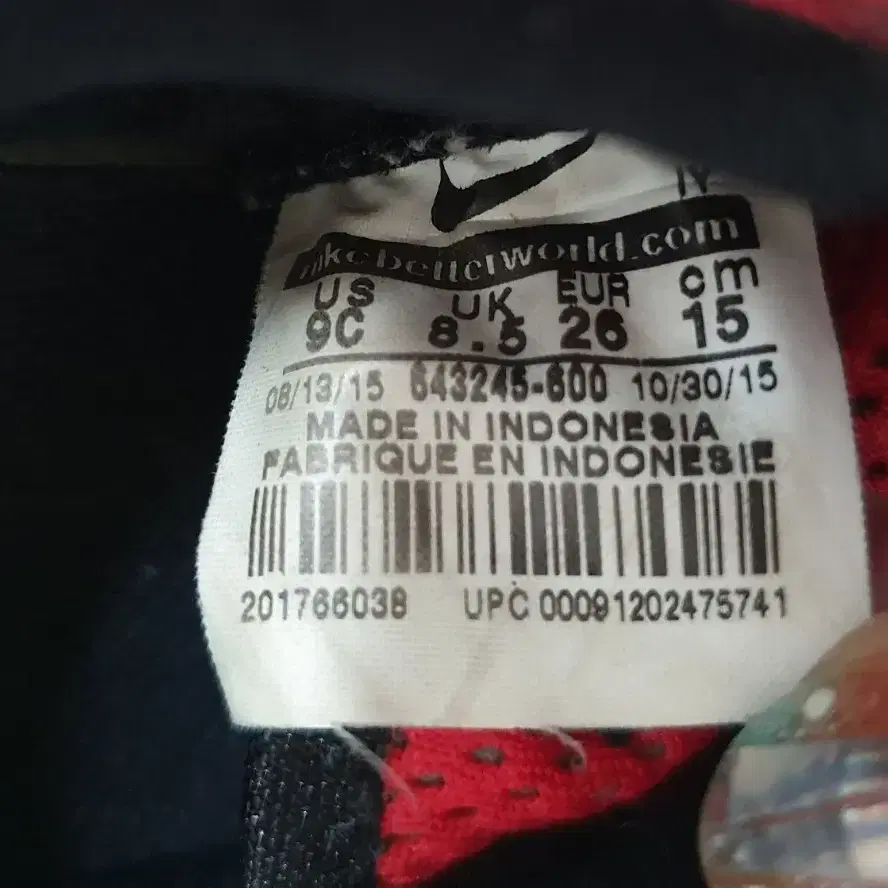 nikebetterworld.com
US UK EUR cm
9C 8.5 26 15
08/13/15 643245-600 10/30/15
MADE IN INDONESIA
FABRIQUE EN INDONESIE
201766038 UPC 00091202475741